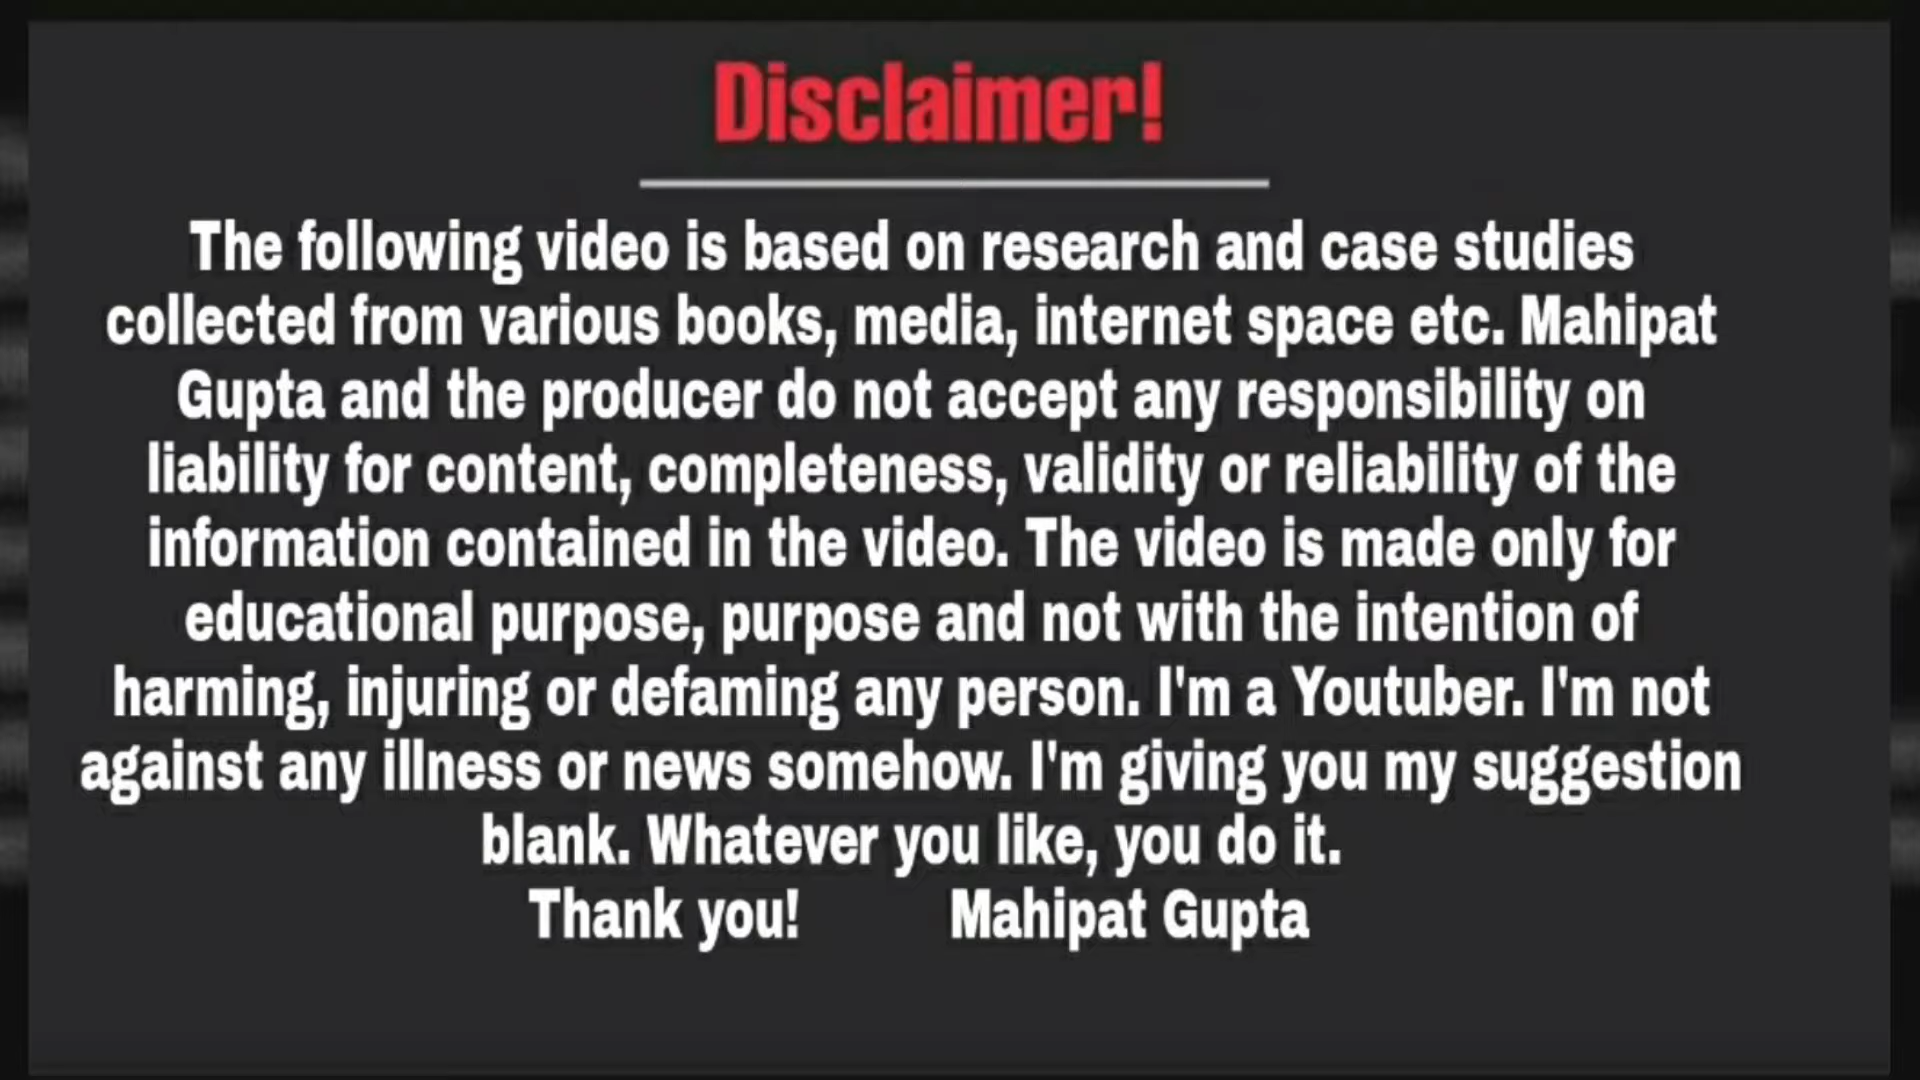 Disclaimer!
The following video is based on research and case studies
collected from various books, media, internet space etc. Mahipat
Gupta and the producer do not accept any responsibility on
liability for content, completeness, validity or reliability of the
information contained in the video. The video is made only for
educational purpose, purpose and not with the intention of
harming, injuring or defaming any person. I'm a Youtuber. I'm not
against any illness or news somehow. I'm giving you my suggestion
blank. Whatever you like, you do it.
Thank you! Mahipat Gupta